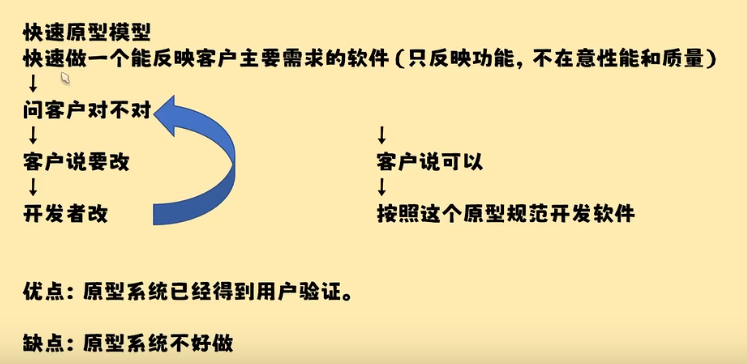 快速原型模型
快速做一个能反映客户主要需求的软件(只反映功能，不在意性能和质量)
↓
问客户对不对
↓ ↓
客户说要改 客户说可以
↓ ↓
开发者改 按照这个原型规范开发软件
优点：原型系统已经得到用户验证。
缺点：原型系统不好做